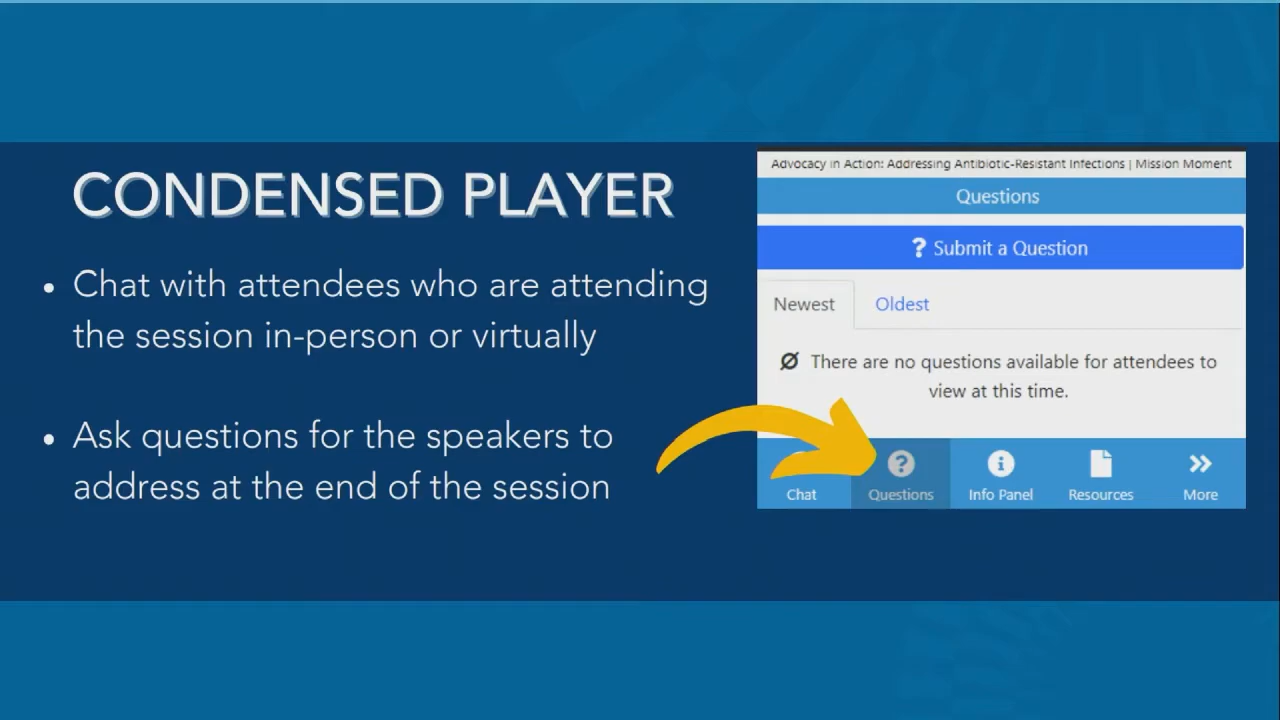 CONDENSED PLAYER
• Chat with attendees who are attending
the session in-person or virtually
• Ask questions for the speakers to
address at the end of the session
Advocacy in Action: Addressing Antibiotic-Resistant Infections | Mission Moment
Questions
? Submit a Question
Newest
Oldest
There are no questions available for attendees to
view at this time.
Chat
Questions
Info Panel
Resources
More